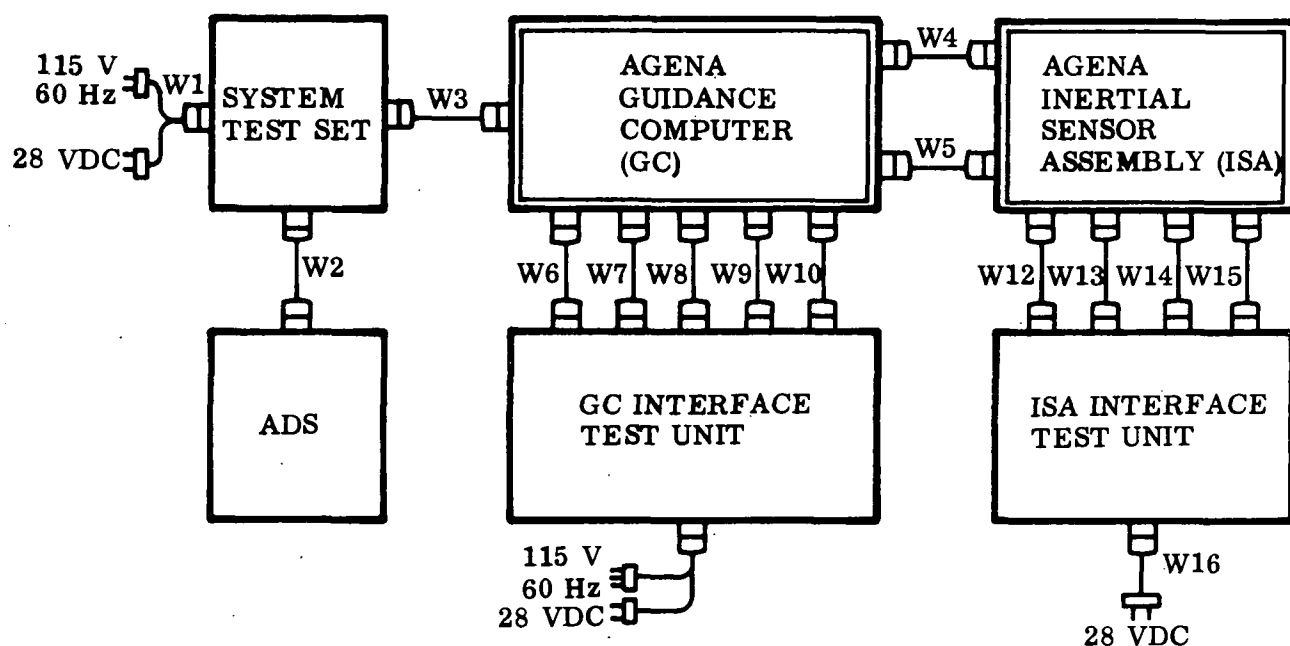 115 V
60 Hz
W1
28 VDC
SYSTEM
TEST SET
W3
AGENA
GUIDANCE
COMPUTER
(GC)
W4
W5
AGENA
INERTIAL
SENSOR
ASSEMBLY (ISA)
W2
W6
W7
W8
W9
W10
W12
W13
W14
W15
ADS
GC INTERFACE
TEST UNIT
ISA INTERFACE
TEST UNIT
115 V
60 Hz
28 VDC
W16
28 VDC